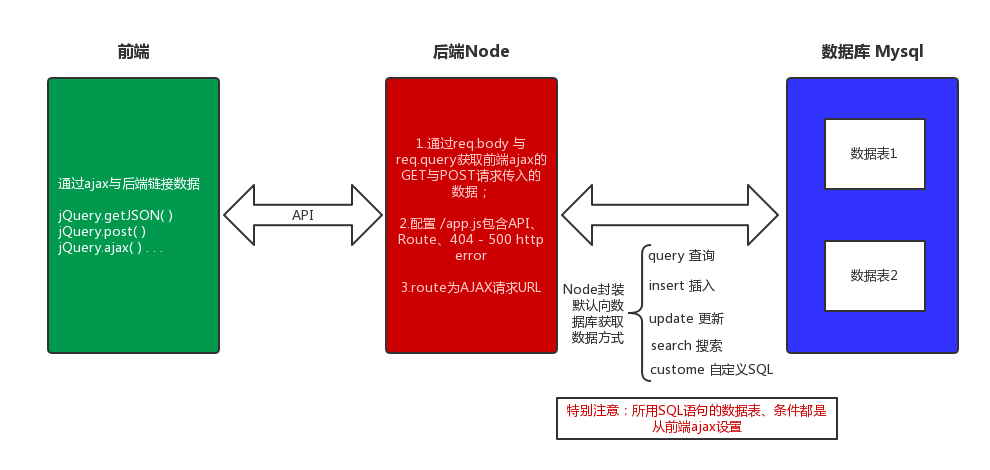 前端
后端Node
数据库 Mysql
通过ajax与后端链接数据
jQuery.getJSON( )
jQuery.post( )
jQuery.ajax( ) . . .
API
1.通过req.body 与
req.query获取前端ajax的
GET与POST请求传入的
数据；
2.配置 /app.js包含API、
Route、404 - 500 http
error
3.route为AJAX请求URL
数据表1
数据表2
Node封装
默认向数
据库获取
数据方式
query 查询
insert 插入
update 更新
search 搜索
custome 自定义SQL
特别注意：所用SQL语句的数据表、条件都是
从前端ajax设置